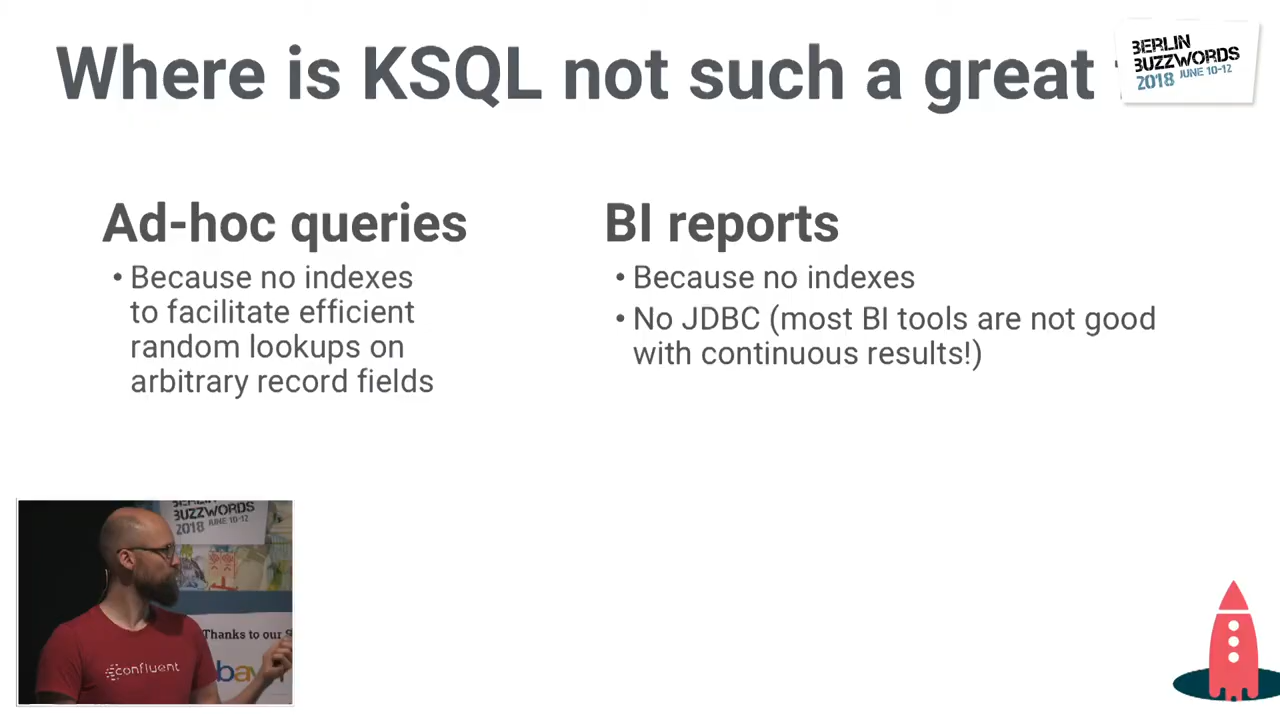 Where is KSQL not such a great
BERLIN
BUZZWORDS
2018 JUNE 10-12
Ad-hoc queries
• Because no indexes
to facilitate efficient
random lookups on
arbitrary record fields
BI reports
• Because no indexes
• No JDBC (most BI tools are not good
with continuous results!)
BERLIN
BUZZWORDS
2018 JUNE 10-12
Thanks to our
confluent